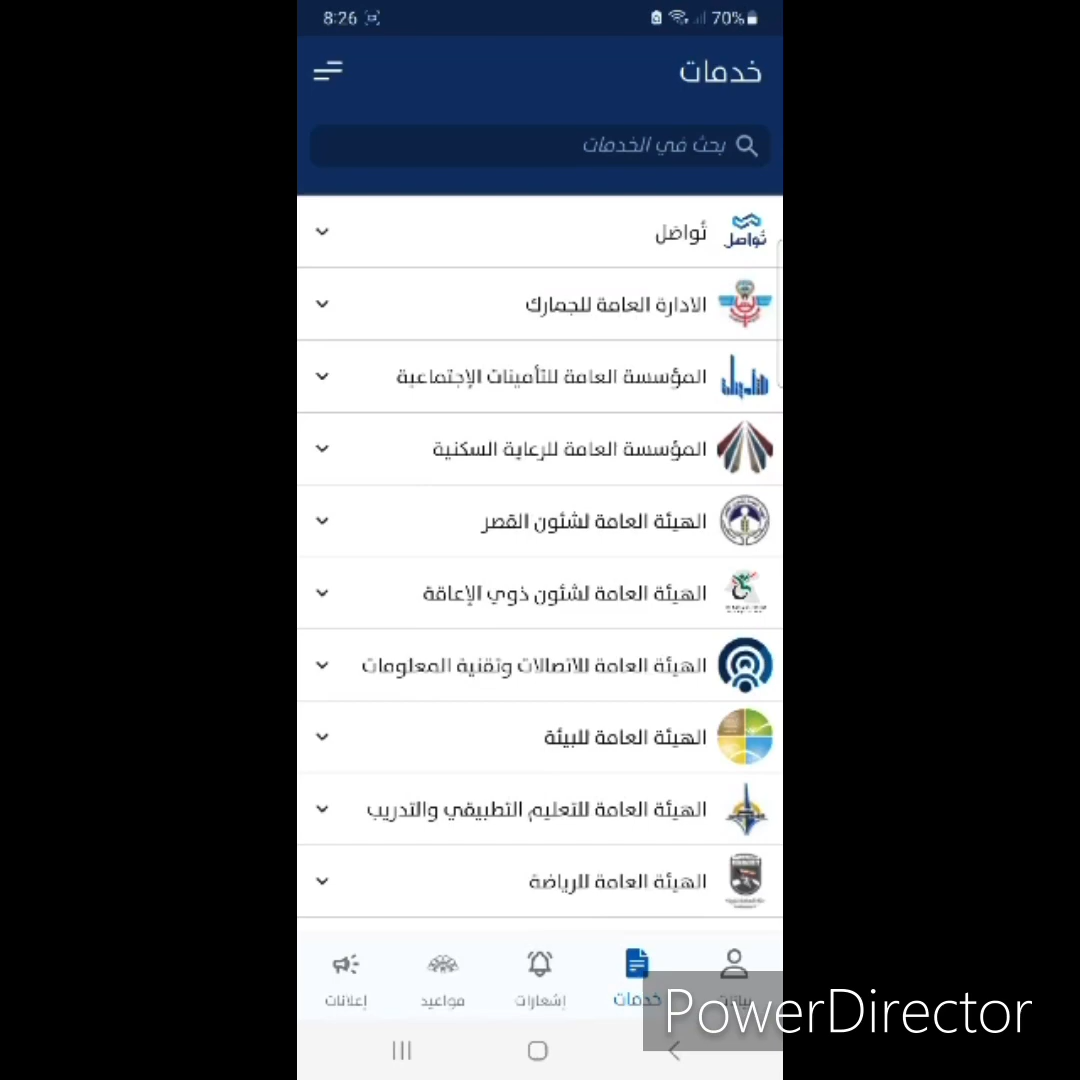 8:26
70%
خدمات
بحث في الخدمات
تواصل
تَواصَل
الادارة العامة للجمارك
المؤسسة العامة للتأمينات الإجتماعية
المؤسسة العامة للرعاية السكنية
الهيئة العامة لشئون القصر
الهيئة العامة لشئون ذوي الإعاقة
الهيئة العامة للاتصالات وتقنية المعلومات
الهيئة العامة للبيئة
الهيئة العامة للتعليم التطبيقي والتدريب
الهيئة العامة للرياضة
خدمات إشعارات مواعيد إعلانات
PowerDirector